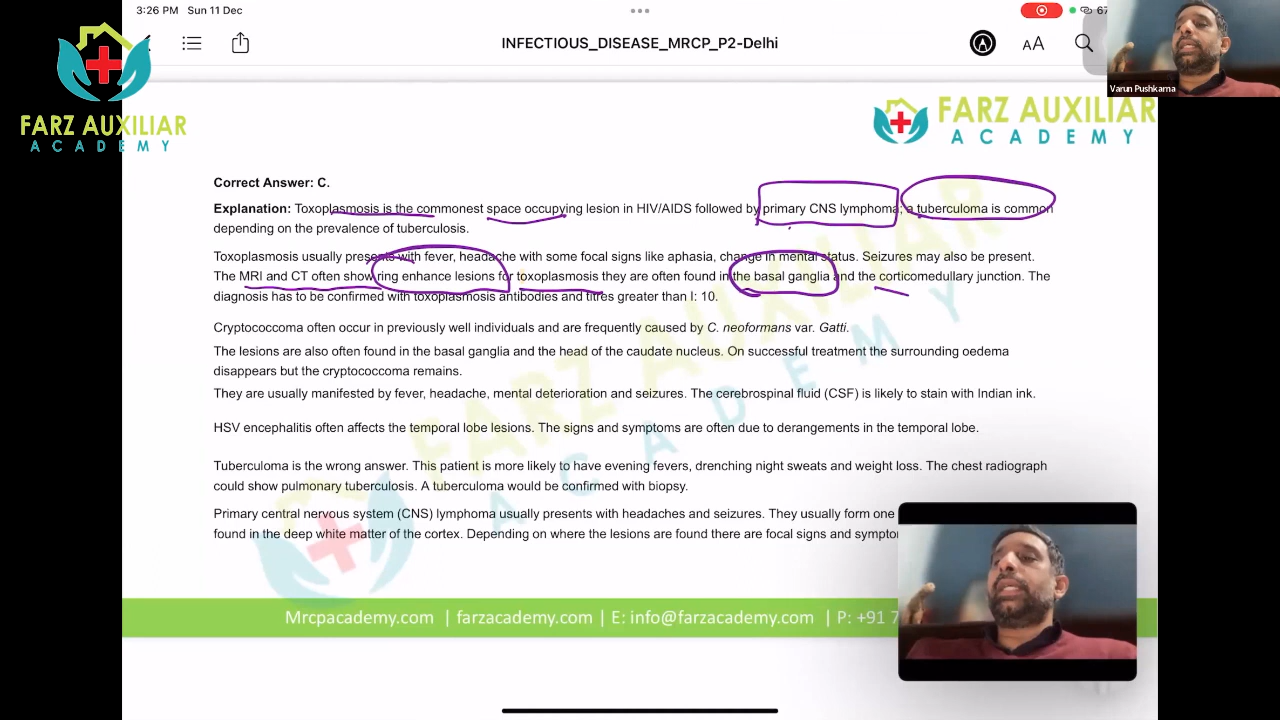 3:26 PM Sun 11 Dec
67
INFECTIOUS_DISEASE_MRCP_P2-Delhi
AA
Varun Pushkarna
FARZ AUXILIAR
ACADEMY
FARZ AUXILIAR
ACADEMY
Correct Answer: C.
Explanation: Toxoplasmosis is the commonest space occupying lesion in HIV/AIDS followed by primary CNS lymphoma; a tuberculoma is common
depending on the prevalence of tuberculosis.
Toxoplasmosis usually presents with fever, headache with some focal signs like aphasia, change in mental status. Seizures may also be present.
The MRI and CT often show ring enhance lesions for toxoplasmosis they are often found in the basal ganglia and the corticomedullary junction. The
diagnosis has to be confirmed with toxoplasmosis antibodies and titres greater than l: 10.
Cryptococcoma often occur in previously well individuals and are frequently caused by C. neoformans var. Gatti.
The lesions are also often found in the basal ganglia and the head of the caudate nucleus. On successful treatment the surrounding oedema
disappears but the cryptococcoma remains.
They are usually manifested by fever, headache, mental deterioration and seizures. The cerebrospinal fluid (CSF) is likely to stain with Indian ink.
HSV encephalitis often affects the temporal lobe lesions. The signs and symptoms are often due to derangements in the temporal lobe.
Tuberculoma is the wrong answer. This patient is more likely to have evening fevers, drenching night sweats and weight loss. The chest radiograph
could show pulmonary tuberculosis. A tuberculoma would be confirmed with biopsy.
Primary central nervous system (CNS) lymphoma usually presents with headaches and seizures. They usually form one
found in the deep white matter of the cortex. Depending on where the lesions are found there are focal signs and sympto
FARZ AUXILIAR
ACADEMY
Mrcpacademy.com | farzacademy.com | E: info@farzacademy.com | P: +91 7